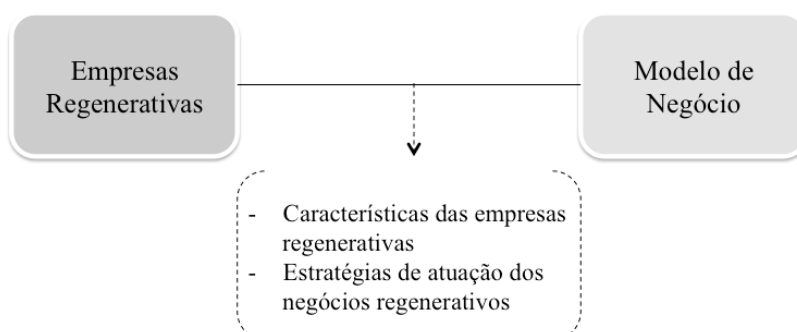 Empresas
Regenerativas
Modelo de
Negócio
- Características das empresas
regenerativas
- Estratégias de atuação dos
negócios regenerativos